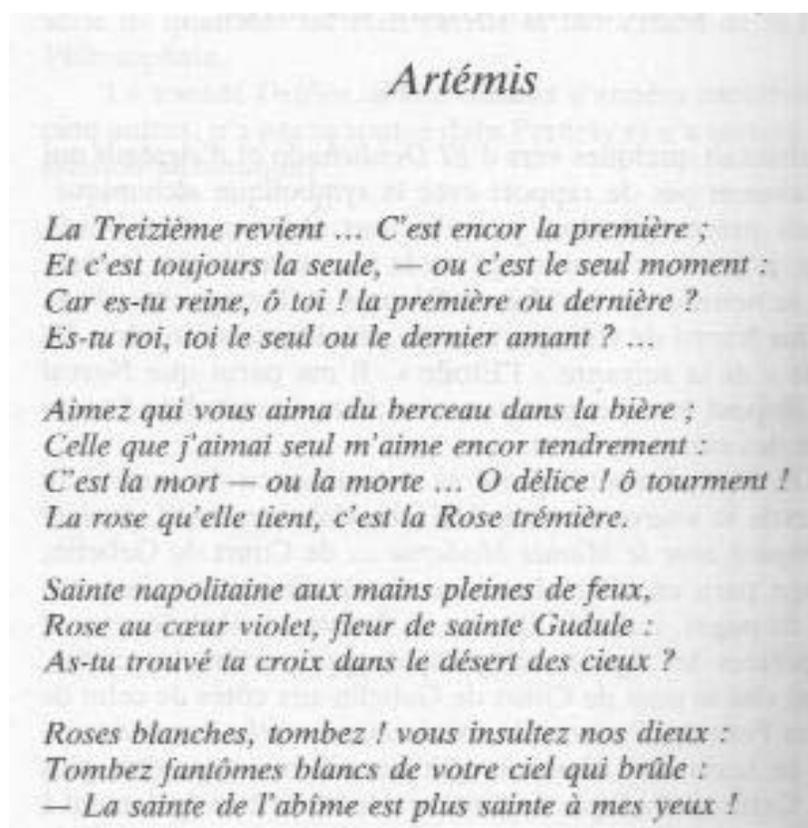 Artémis
La Treizième revient ... C'est encor la première ;
Et c'est toujours la seule, — ou c'est le seul moment :
Car es-tu reine, ô toi ! la première ou dernière ?
Es-tu roi, toi le seul ou le dernier amant ? ...
Aimez qui vous aima du berceau dans la bière ;
Celle que j'aimai seul m'aime encor tendrement :
C'est la mort — ou la morte ... O délice ! ô tourment !
La rose qu'elle tient, c'est la Rose trémière.
Sainte napolitaine aux mains pleines de feux,
Rose au cœur violet, fleur de sainte Gudule :
As-tu trouvé ta croix dans le désert des cieux ?
Roses blanches, tombez ! vous insultez nos dieux :
Tombez fantômes blancs de votre ciel qui brûle :
— La sainte de l'abîme est plus sainte à mes yeux !